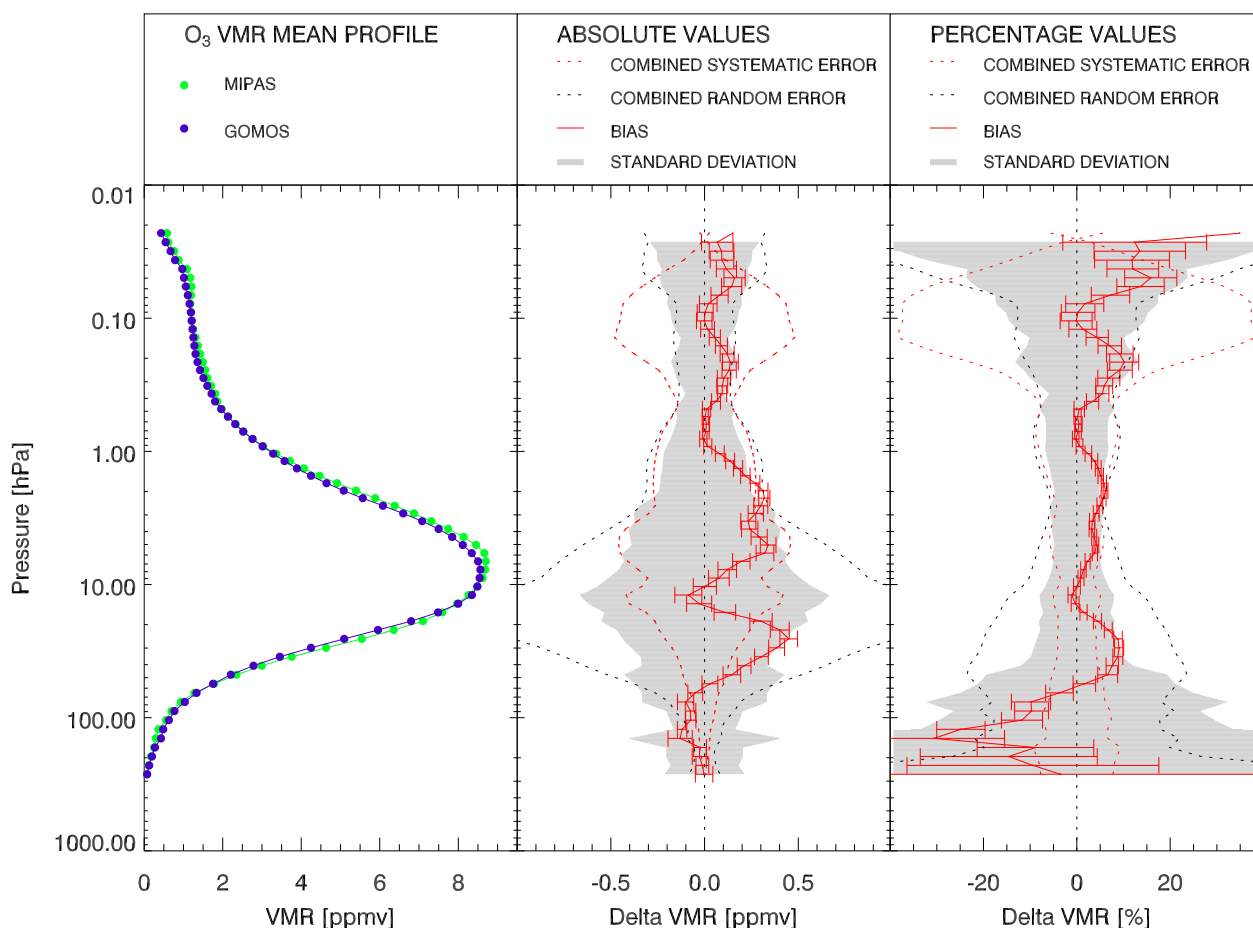 O₃ VMR MEAN PROFILE
MIPAS
GOMOS
ABSOLUTE VALUES
COMBINED SYSTEMATIC ERROR
COMBINED RANDOM ERROR
BIAS
STANDARD DEVIATION
PERCENTAGE VALUES
COMBINED SYSTEMATIC ERROR
COMBINED RANDOM ERROR
BIAS
STANDARD DEVIATION
Pressure [hPa]
0.01
0.10
1.00
10.00
100.00
1000.00
0 2 4 6 8
VMR [ppmv]
-0.5 0.0 0.5
Delta VMR [ppmv]
-20 0 20
Delta VMR [%]